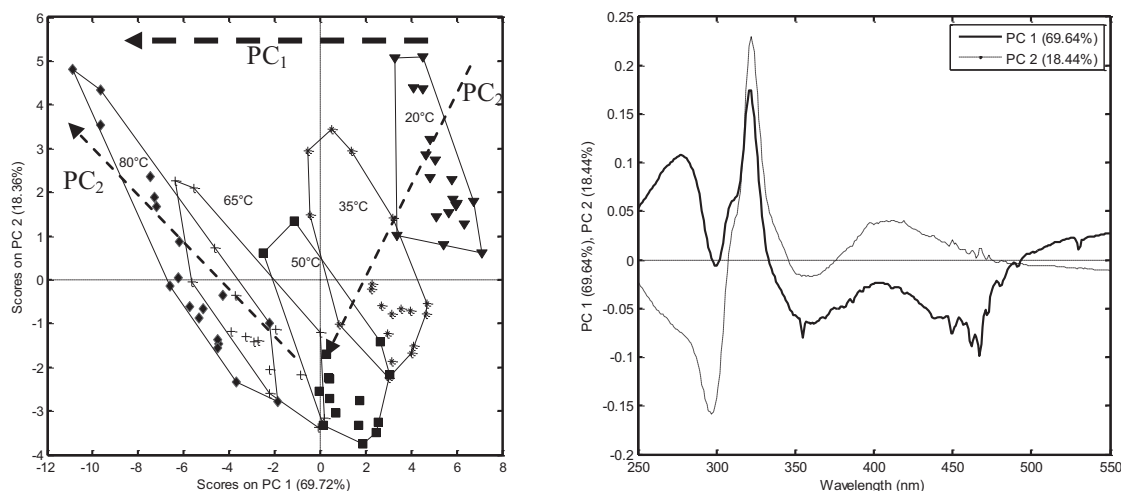 6
5
4
3
2
1
0
-1
-2
-3
-4
Scores on PC 2 (18.36%)
PC1
PC2
20°C
80°C
PC2
65°C
35°C
50°C
-12 -10 -8 -6 -4 -2 0 2 4 6 8
Scores on PC 1 (69.72%)
0.25
0.2
0.15
0.1
0.05
0
-0.05
-0.1
-0.15
-0.2
PC 1 (69.64%), PC 2 (18.44%)
PC 1 (69.64%)
PC 2 (18.44%)
250 300 350 400 450 500 550
Wavelength (nm)